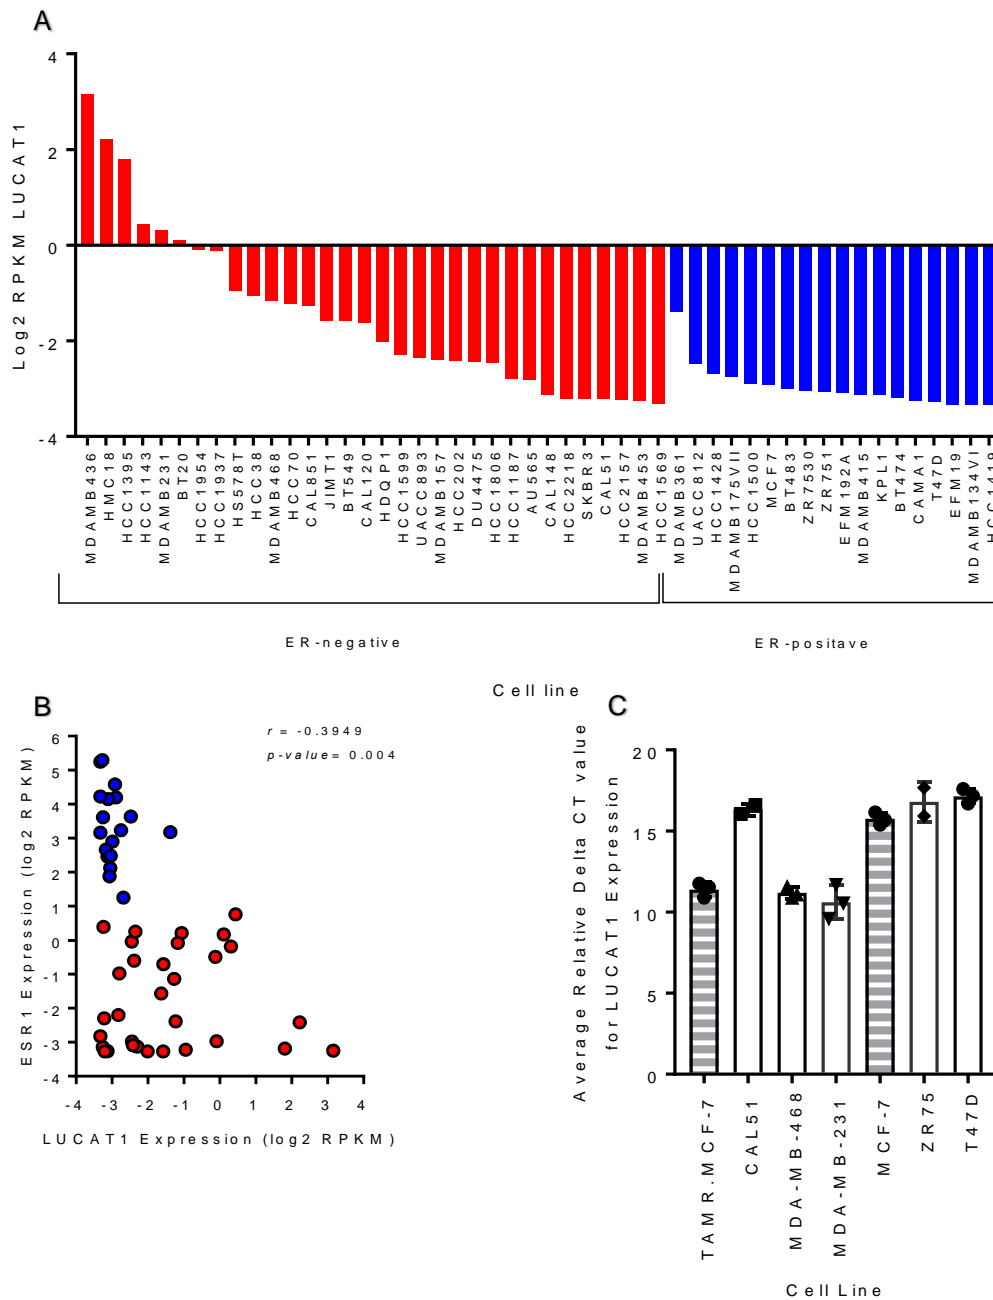 A
Log2 RPKM LUCAT1
4
2
0
-2
-4
MDAMB436
HMC18
HCC1395
HCC1143
MDAMB231
BT20
HCC1954
HCC1937
HS578T
HCC38
MDAMB468
HCC70
CAL851
JIMT1
BT549
CAL120
HDQP1
HCC1599
UACC893
MDAMB157
HCC202
DU4475
HCC1806
HCC1187
AU565
CAL148
HCC2218
SKBR3
CAL51
HCC2157
MDAMB453
HCC1569
MDAMB361
UACC812
HCC1428
MDAMB175VII
HCC1500
MCF7
BT483
ZR7530
ZR751
EFM192A
MDAMB415
KPL1
BT474
CAMA1
T47D
EFM19
MDAMB134VI
HCC1419
ER-negative
ER-positave
Cell line
B
r = -0.3949
p-value= 0.004
ESR1 Expression (log2 RPKM)
6
5
4
3
2
1
0
-1
-2
-3
-4
-4 -3 -2 -1 0 1 2 3 4
LUCAT1 Expression (log2 RPKM)
C
Average Relative Delta CT value
for LUCAT1 Expression
20
15
10
5
0
TAMR.MCF-7
CAL51
MDA-MB-468
MDA-MB-231
MCF-7
ZR75
T47D
Cell Line